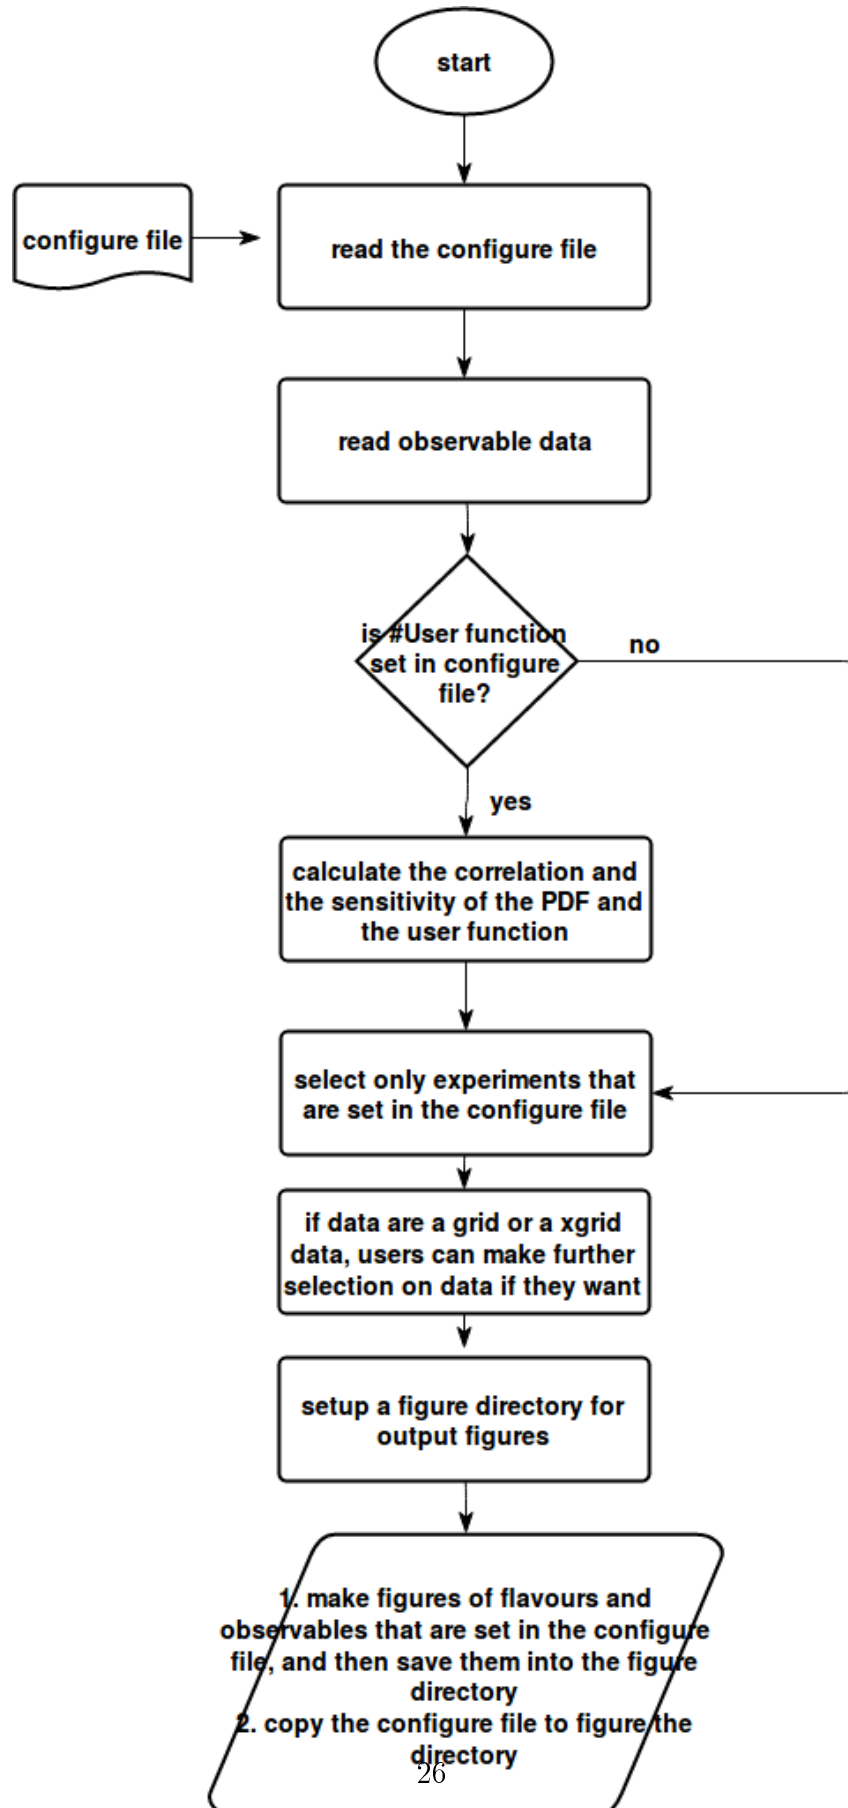 start
configure file
read the configure file
read observable data
is #User function
set in configure
file?
no
yes
calculate the correlation and
the sensitivity of the PDF and
the user function
select only experiments that
are set in the configure file
if data are a grid or a xgrid
data, users can make further
selection on data if they want
setup a figure directory for
output figures
1. make figures of flavours and
observables that are set in the configure
file, and then save them into the figure
directory
2. copy the configure file to figure the
directory
26